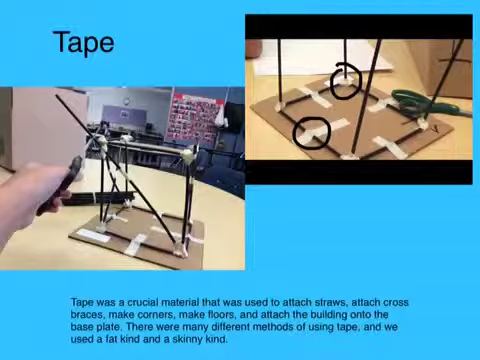 Tape
Tape was a crucial material that was used to attach straws, attach cross
braces, make corners, make floors, and attach the building onto the
base plate. There were many different methods of using tape, and we
used a fat kind and a skinny kind.